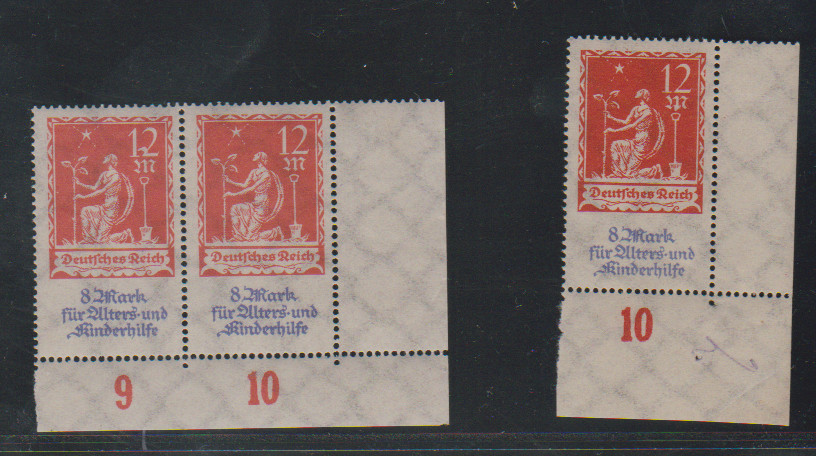 12
M
Deutsches Reich
8 Mark
für Alters- und
Kinderhilfe
12
M
Deutsches Reich
8 Mark
für Alters- und
Kinderhilfe
9
10
12
M
Deutsches Reich
8 Mark
für Alters- und
Kinderhilfe
10